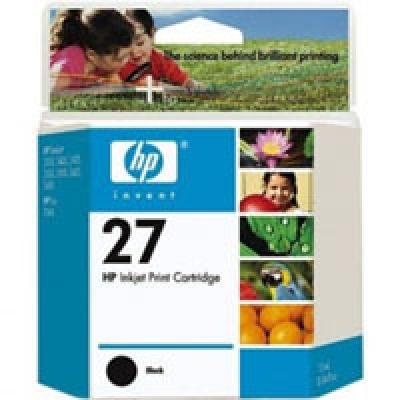 The science behind brilliant printing.
hp
invent
27
HP Inkjet Print Cartridge
Black